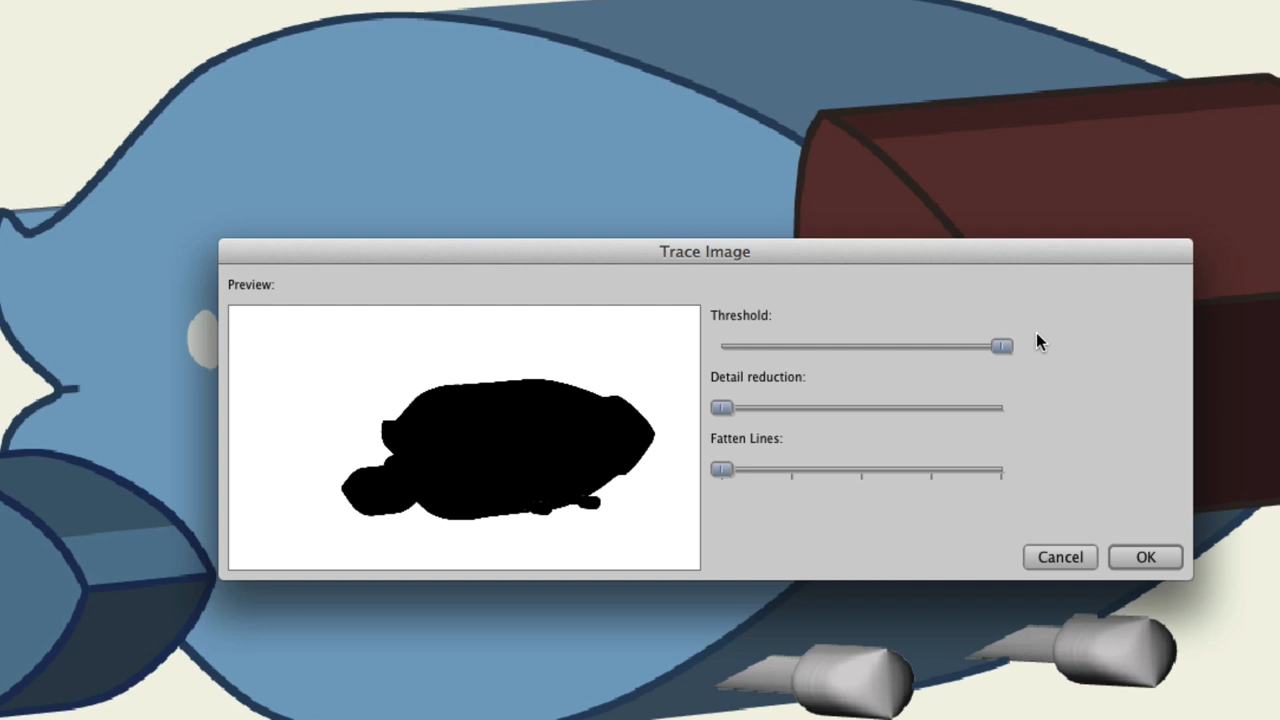 Trace Image
Preview:
Threshold:
Detail reduction:
Fatten Lines:
Cancel OK